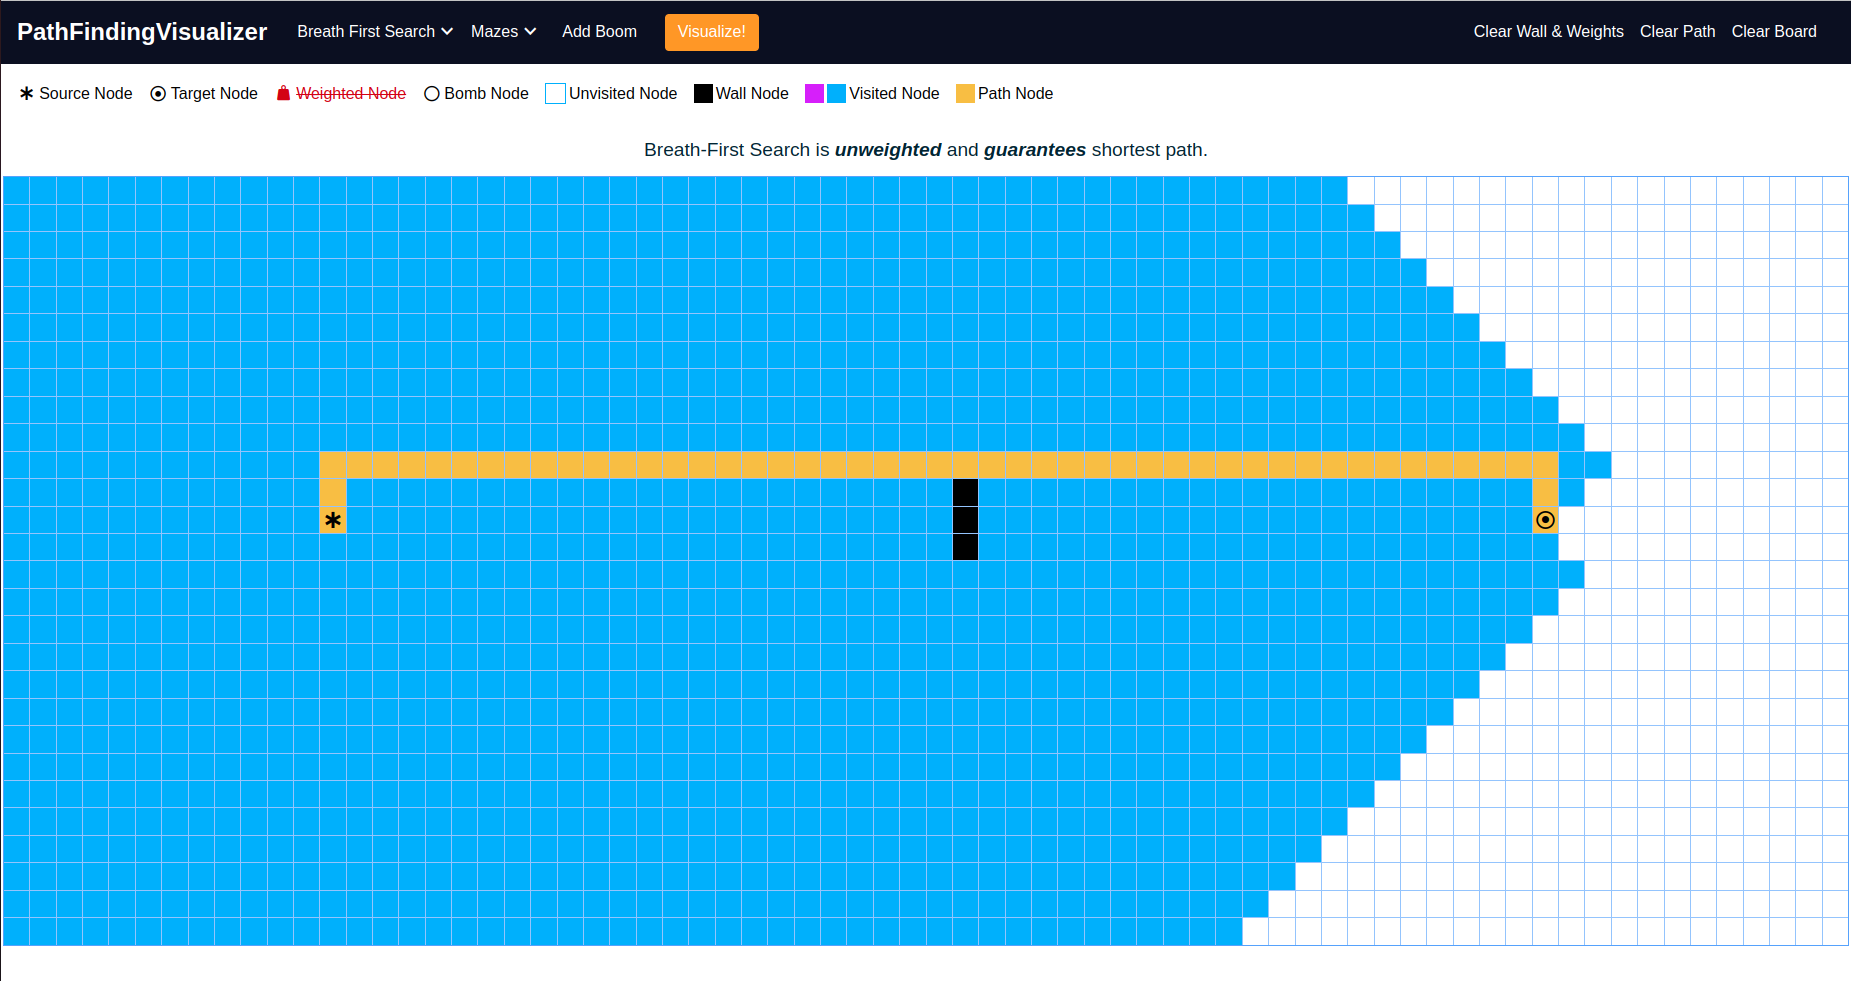 PathFindingVisualizer Breath First Search Mazes Add Boom Visualize! Clear Wall & Weights Clear Path Clear Board
Source Node Target Node Weighted Node Bomb Node Unvisited Node Wall Node Visited Node Path Node
Breath-First Search is unweighted and guarantees shortest path.